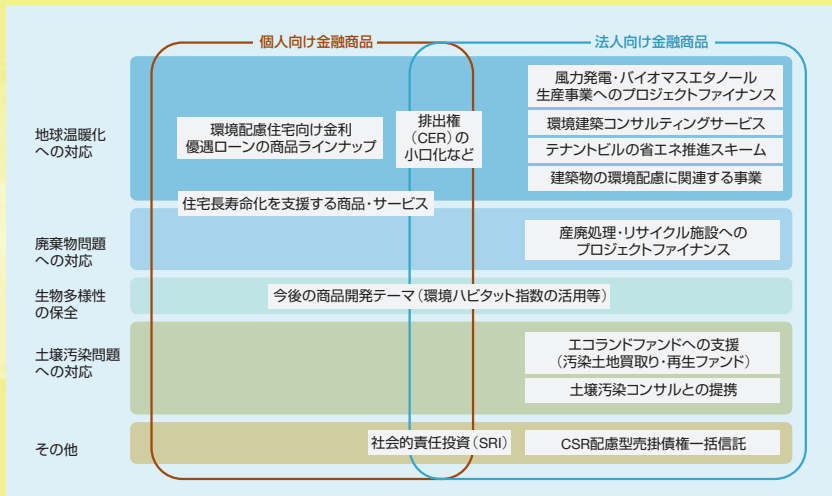 個人向け金融商品
法人向け金融商品
地球温暖化
への対応
環境配慮住宅向け金利
優遇ローンの商品ラインナップ
排出権
（CER）の
小口化など
風力発電・バイオマスエタノール
生産事業へのプロジェクトファイナンス
環境建築コンサルティングサービス
テナントビルの省エネ推進スキーム
建築物の環境配慮に関連する事業
住宅長寿命化を支援する商品・サービス
廃棄物問題
への対応
産廃処理・リサイクル施設への
プロジェクトファイナンス
生物多様性
の保全
今後の商品開発テーマ（環境ハビタット指数の活用等）
土壌汚染問題
への対応
エコランドファンドへの支援
（汚染土地買取り・再生ファンド）
土壌汚染コンサルとの提携
その他
社会的責任投資（SRI）
CSR配慮型売掛債権一括信託